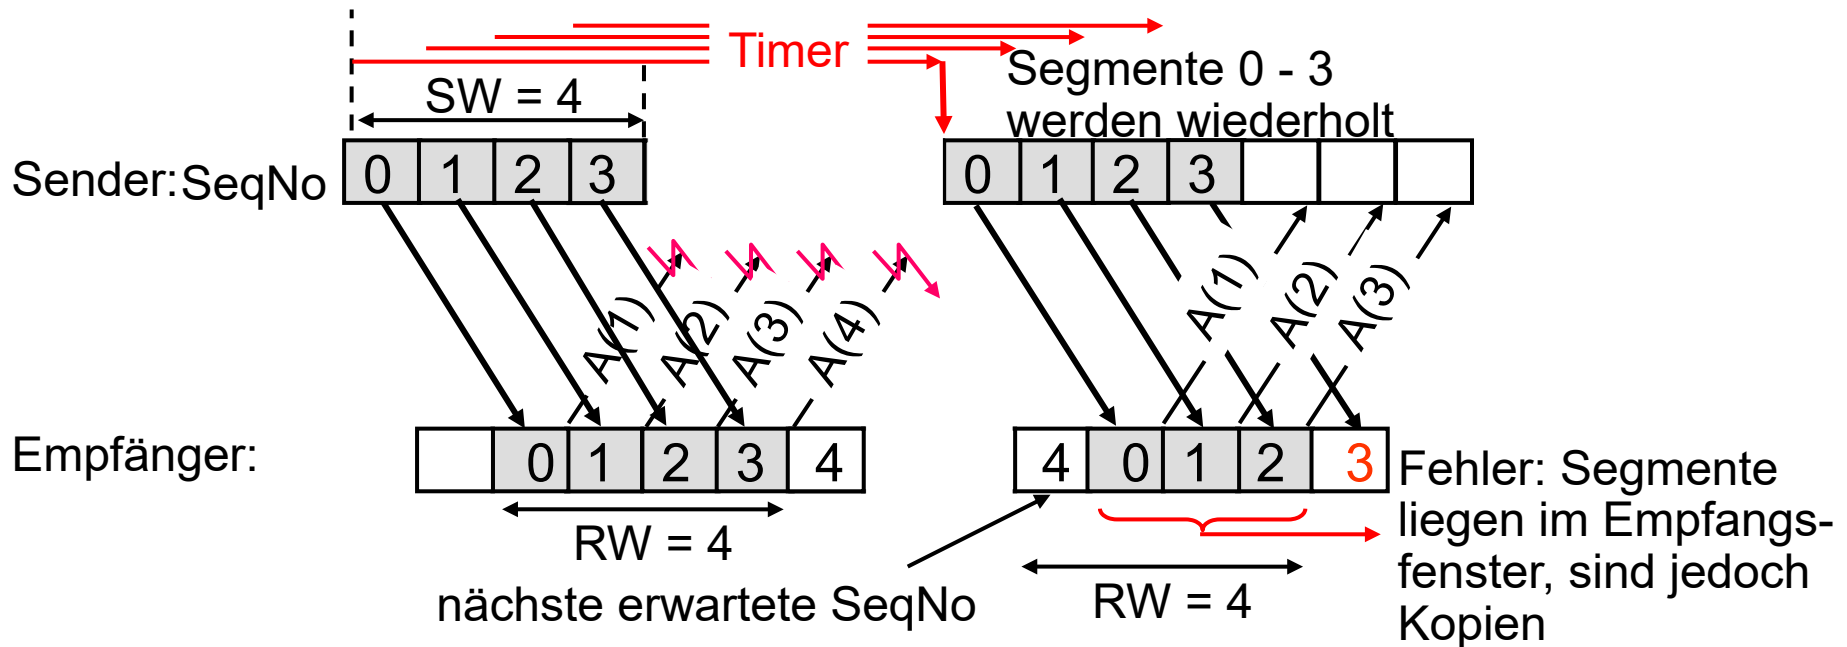 Timer
Segmente 0 - 3
werden wiederholt
SW = 4
Sender: SeqNo 0 1 2 3
0 1 2 3
A(1) A(2) A(3) A(4)
A(1) A(2) A(3)
Empfänger: 0 1 2 3 4
4 0 1 2 3
Fehler: Segmente
liegen im Empfangs-
fenster, sind jedoch
Kopien
RW = 4
nächste erwartete SeqNo
RW = 4